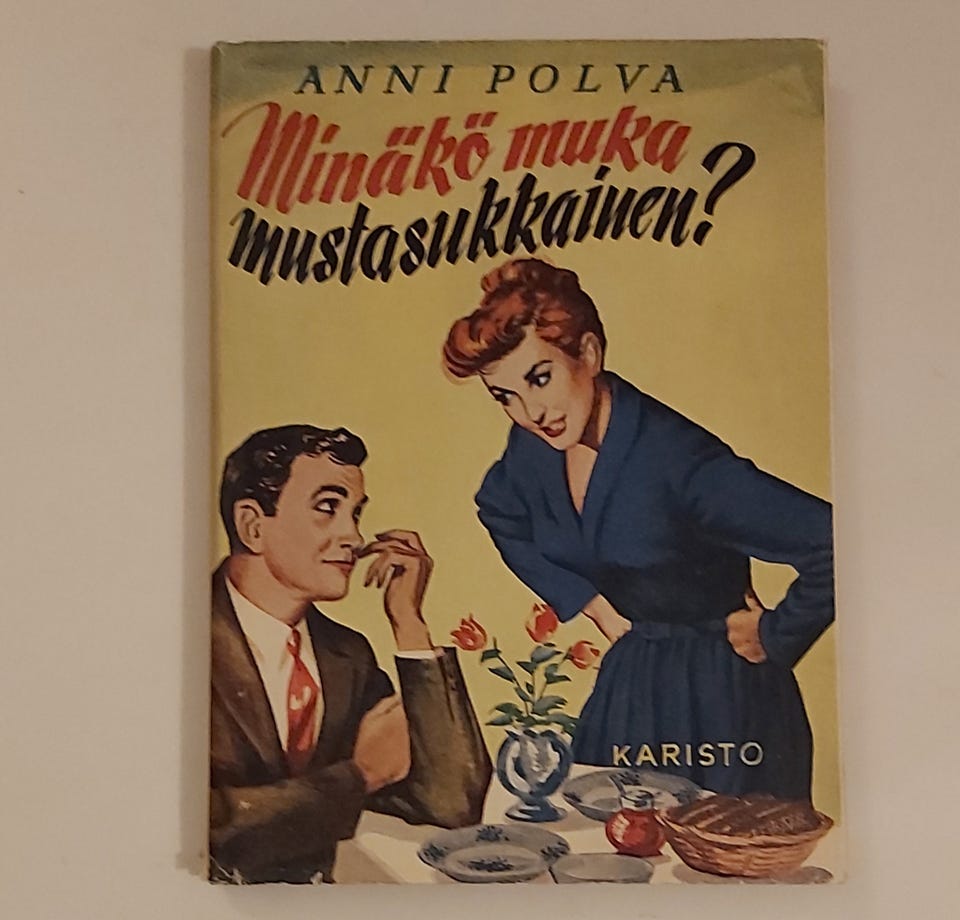 ANNI POLVA
Minäkö muka
mustasukkainen?
KARISTO